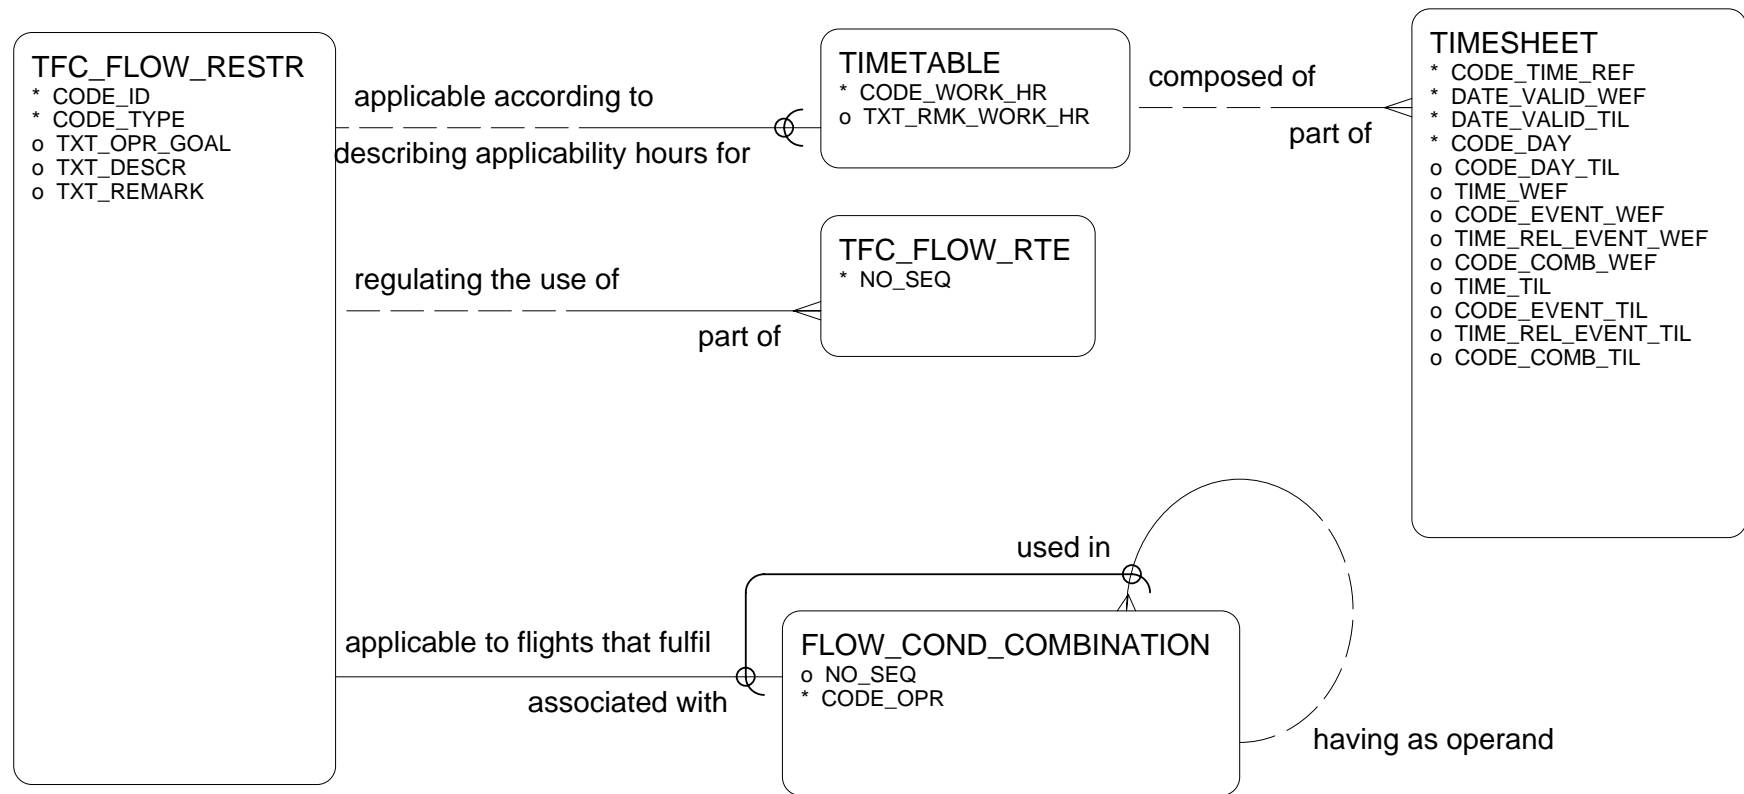 TFC_FLOW_RESTR
* CODE_ID
* CODE_TYPE
o TXT_OPR_GOAL
o TXT_DESCR
o TXT_REMARK
applicable according to
describing applicability hours for
TIMETABLE
* CODE_WORK_HR
o TXT_RMK_WORK_HR
composed of
part of
TIMESHEET
* CODE_TIME_REF
* DATE_VALID_WEF
* DATE_VALID_TIL
* CODE_DAY
o CODE_DAY_TIL
o TIME_WEF
o CODE_EVENT_WEF
o TIME_REL_EVENT_WEF
o CODE_COMB_WEF
o TIME_TIL
o CODE_EVENT_TIL
o TIME_REL_EVENT_TIL
o CODE_COMB_TIL
regulating the use of
part of
TFC_FLOW_RTE
* NO_SEQ
used in
applicable to flights that fulfil
associated with
FLOW_COND_COMBINATION
o NO_SEQ
* CODE_OPR
having as operand